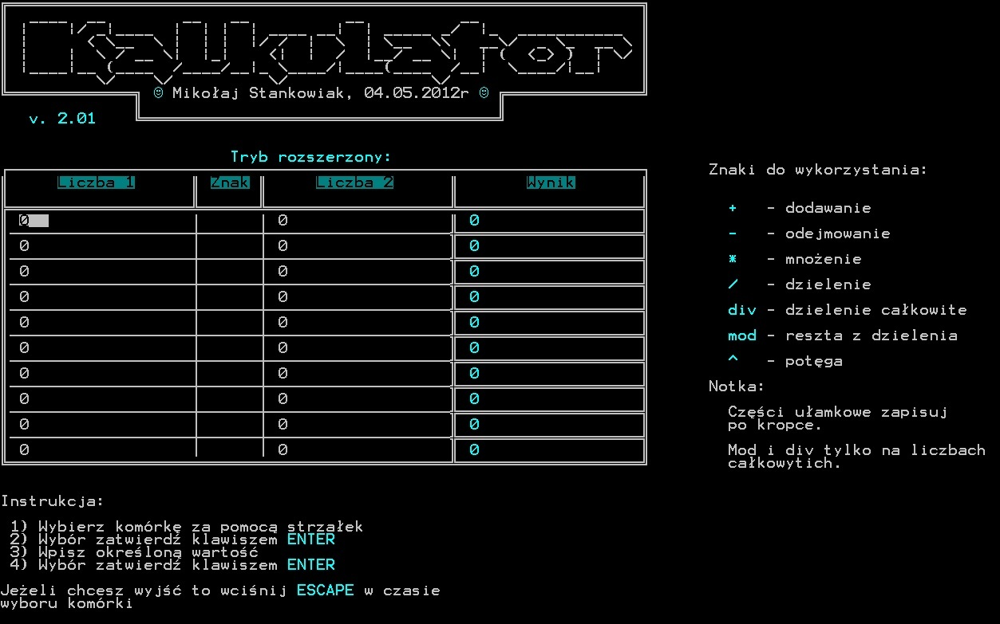 Kalkulator
☺ Mikołaj Stankowiak, 04.05.2012r ☺
v. 2.01
Tryb rozszerzony:
Liczba 1 Znak Liczba 2 Wynik
0 0 0
0 0 0
0 0 0
0 0 0
0 0 0
0 0 0
0 0 0
0 0 0
0 0 0
0 0 0
Znaki do wykorzystania:
+ - dodawanie
- - odejmowanie
* - mnożenie
/ - dzielenie
div - dzielenie całkowite
mod - reszta z dzielenia
^ - potęga
Notka:
Części ułamkowe zapisuj
po kropce.
Mod i div tylko na liczbach
całkowytich.
Instrukcja:
1) Wybierz komórkę za pomocą strzałek
2) Wybór zatwierdź klawiszem ENTER
3) Wpisz określoną wartość
4) Wybór zatwierdź klawiszem ENTER
Jeżeli chcesz wyjść to wciśnij ESCAPE w czasie
wyboru komórki